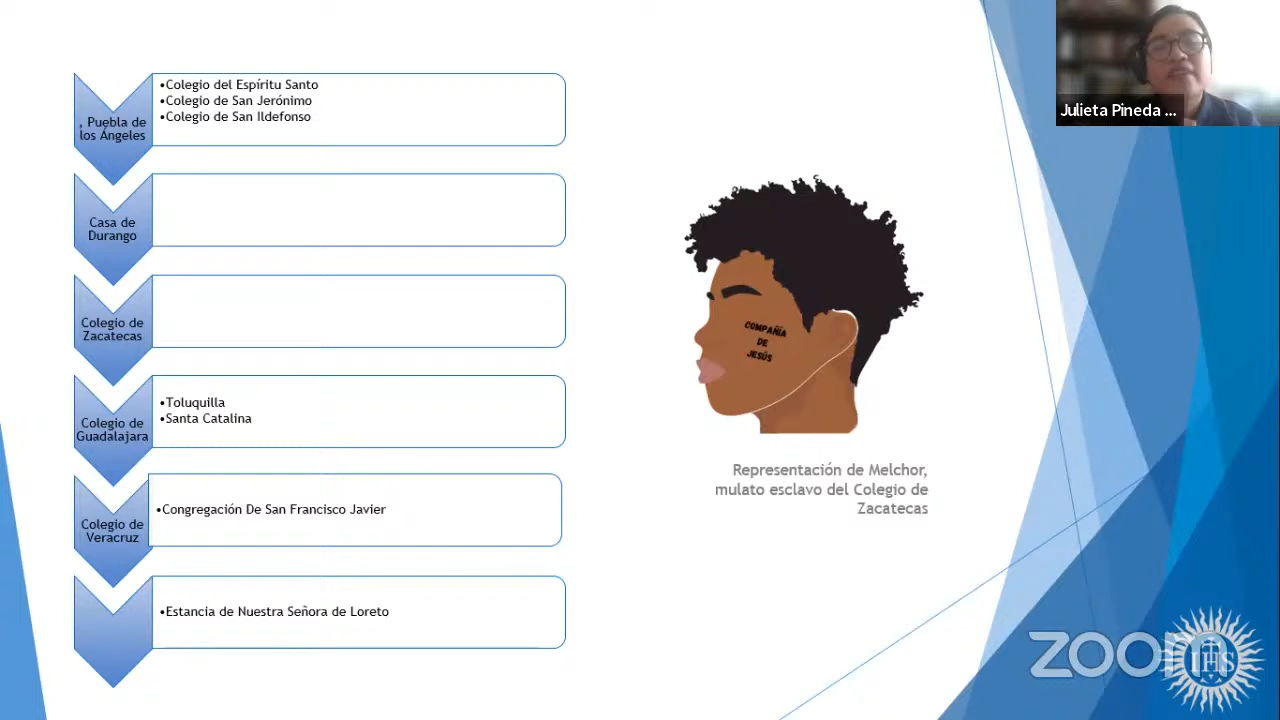 , Puebla de
los Ángeles
•Colegio del Espíritu Santo
•Colegio de San Jerónimo
•Colegio de San Ildefonso
Casa de
Durango
Colegio de
Zacatecas
Colegio de
Guadalajara
•Toluquilla
•Santa Catalina
Colegio de
Veracruz
•Congregación De San Francisco Javier
•Estancia de Nuestra Señora de Loreto
COMPAÑÍA
DE
JESÚS
Representación de Melchor,
mulato esclavo del Colegio de
Zacatecas
Julieta Pineda ...
zoom
IHS